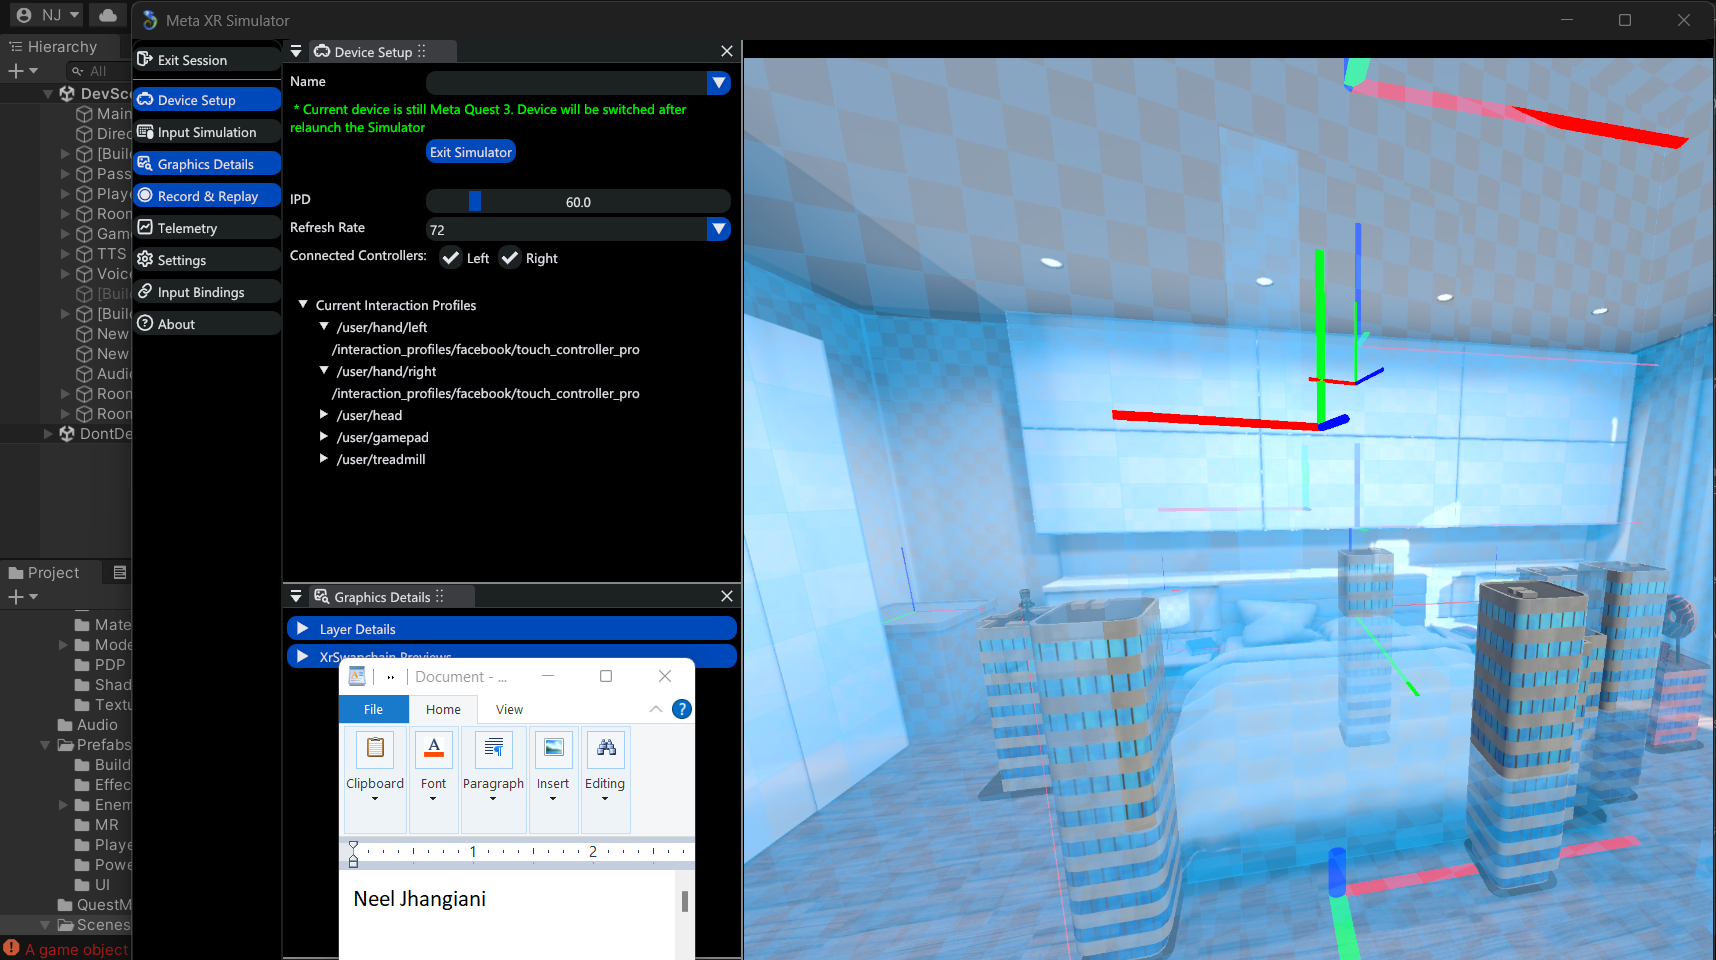 NJ
Meta XR Simulator
Hierarchy
All
DevSc
Main
Direc
[Buil
Pass
Play
Room
Game
TTS
Voice
[Buil
[Buil
New
New
Audio
Room
Room
DontDe
Exit Session
Device Setup
Input Simulation
Graphics Details
Record & Replay
Telemetry
Settings
Input Bindings
About
Device Setup
Name
* Current device is still Meta Quest 3. Device will be switched after
relaunch the Simulator
Exit Simulator
IPD
60.0
Refresh Rate
72
Connected Controllers:
Left
Right
Current Interaction Profiles
/user/hand/left
/interaction_profiles/facebook/touch_controller_pro
/user/hand/right
/interaction_profiles/facebook/touch_controller_pro
/user/head
/user/gamepad
/user/treadmill
Graphics Details
Layer Details
XrSwapchain Previews
Project
Mate
Mode
PDP
Shad
Textu
Audio
Prefabs
Build
Effec
Enem
MR
Playe
Powe
UI
QuestM
Scenes
A game object
Document - ...
File
Home
View
?
Clipboard
Font
Paragraph
Insert
Editing
1
2
Neel Jhangiani